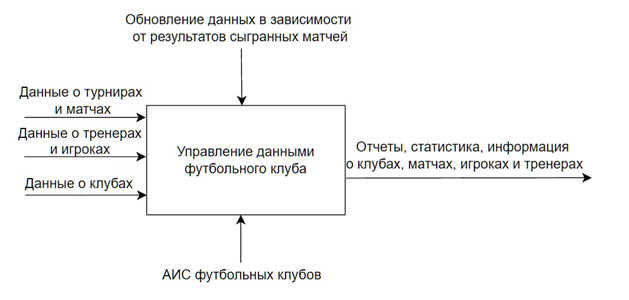 Обновление данных в зависимости
от результатов сыгранных матчей
Данные о турнирах
и матчах
Данные о тренерах
и игроках
Данные о клубах
Управление данными
футбольного клуба
Отчеты, статистика, информация
о клубах, матчах, игроках и тренерах
АИС футбольных клубов